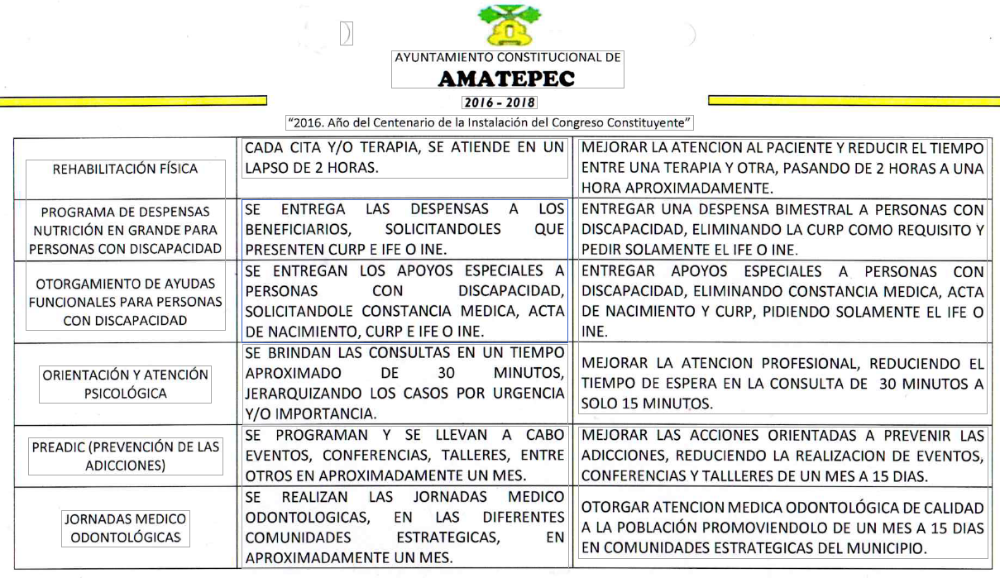 AYUNTAMIENTO CONSTITUCIONAL DE
AMATEPEC
2016 - 2018
“2016. Año del Centenario de la Instalación del Congreso Constituyente”
REHABILITACIÓN FÍSICA
CADA CITA Y/O TERAPIA, SE ATIENDE EN UN
LAPSO DE 2 HORAS.
MEJORAR LA ATENCION AL PACIENTE Y REDUCIR EL TIEMPO
ENTRE UNA TERAPIA Y OTRA, PASANDO DE 2 HORAS A UNA
HORA APROXIMADAMENTE.
PROGRAMA DE DESPENSAS
NUTRICIÓN EN GRANDE PARA
PERSONAS CON DISCAPACIDAD
SE ENTREGA LAS DESPENSAS A LOS
BENEFICIARIOS, SOLICITANDOLES QUE
PRESENTEN CURP E IFE O INE.
ENTREGAR UNA DESPENSA BIMESTRAL A PERSONAS CON
DISCAPACIDAD, ELIMINANDO LA CURP COMO REQUISITO Y
PEDIR SOLAMENTE EL IFE O INE.
OTORGAMIENTO DE AYUDAS
FUNCIONALES PARA PERSONAS
CON DISCAPACIDAD
SE ENTREGAN LOS APOYOS ESPECIALES A
PERSONAS CON DISCAPACIDAD,
SOLICITANDOLE CONSTANCIA MEDICA, ACTA
DE NACIMIENTO, CURP E IFE O INE.
ENTREGAR APOYOS ESPECIALES A PERSONAS CON
DISCAPACIDAD, ELIMINANDO CONSTANCIA MEDICA, ACTA
DE NACIMIENTO Y CURP, PIDIENDO SOLAMENTE EL IFE O
INE.
ORIENTACIÓN Y ATENCIÓN
PSICOLÓGICA
SE BRINDAN LAS CONSULTAS EN UN TIEMPO
APROXIMADO DE 30 MINUTOS,
JERARQUIZANDO LOS CASOS POR URGENCIA
Y/O IMPORTANCIA.
MEJORAR LA ATENCION PROFESIONAL, REDUCIENDO EL
TIEMPO DE ESPERA EN LA CONSULTA DE 30 MINUTOS A
SOLO 15 MINUTOS.
PREADIC (PREVENCIÓN DE LAS
ADICCIONES)
SE PROGRAMAN Y SE LLEVAN A CABO
EVENTOS, CONFERENCIAS, TALLERES, ENTRE
OTROS EN APROXIMADAMENTE UN MES.
MEJORAR LAS ACCIONES ORIENTADAS A PREVENIR LAS
ADICCIONES, REDUCIENDO LA REALIZACION DE EVENTOS,
CONFERENCIAS Y TALLLERES DE UN MES A 15 DIAS.
JORNADAS MEDICO
ODONTOLÓGICAS
SE REALIZAN LAS JORNADAS MEDICO
ODONTOLOGICAS, EN LAS DIFERENTES
COMUNIDADES ESTRATEGICAS, EN
APROXIMADAMENTE UN MES.
OTORGAR ATENCION MEDICA ODONTOLÓGICA DE CALIDAD
A LA POBLACIÓN PROMOVIENDOLO DE UN MES A 15 DIAS
EN COMUNIDADES ESTRATEGICAS DEL MUNICIPIO.